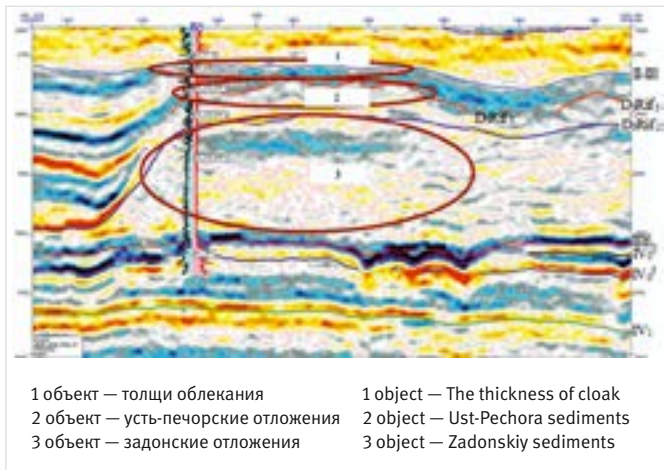 1
2
3
D₃Rif₁
1 объект — толщи облекания
2 объект — усть-печорские отложения
3 объект — задонские отложения
1 object — The thickness of cloak
2 object — Ust-Pechora sediments
3 object — Zadonskiy sediments